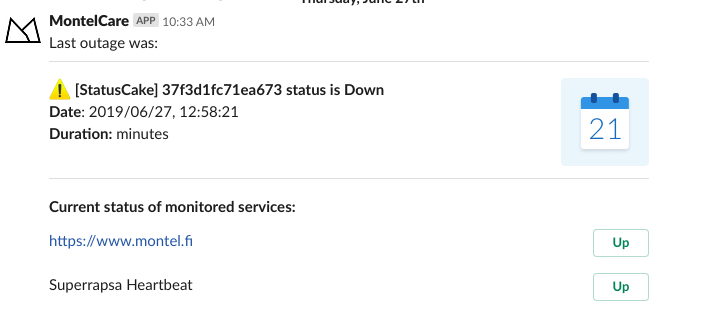 Thursday, June 27th
MontelCare APP 10:33 AM
Last outage was:
[StatusCake] 37f3d1fc71ea673 status is Down
Date: 2019/06/27, 12:58:21
Duration: minutes
21
Current status of monitored services:
https://www.montel.fi
Up
Superrapsa Heartbeat
Up